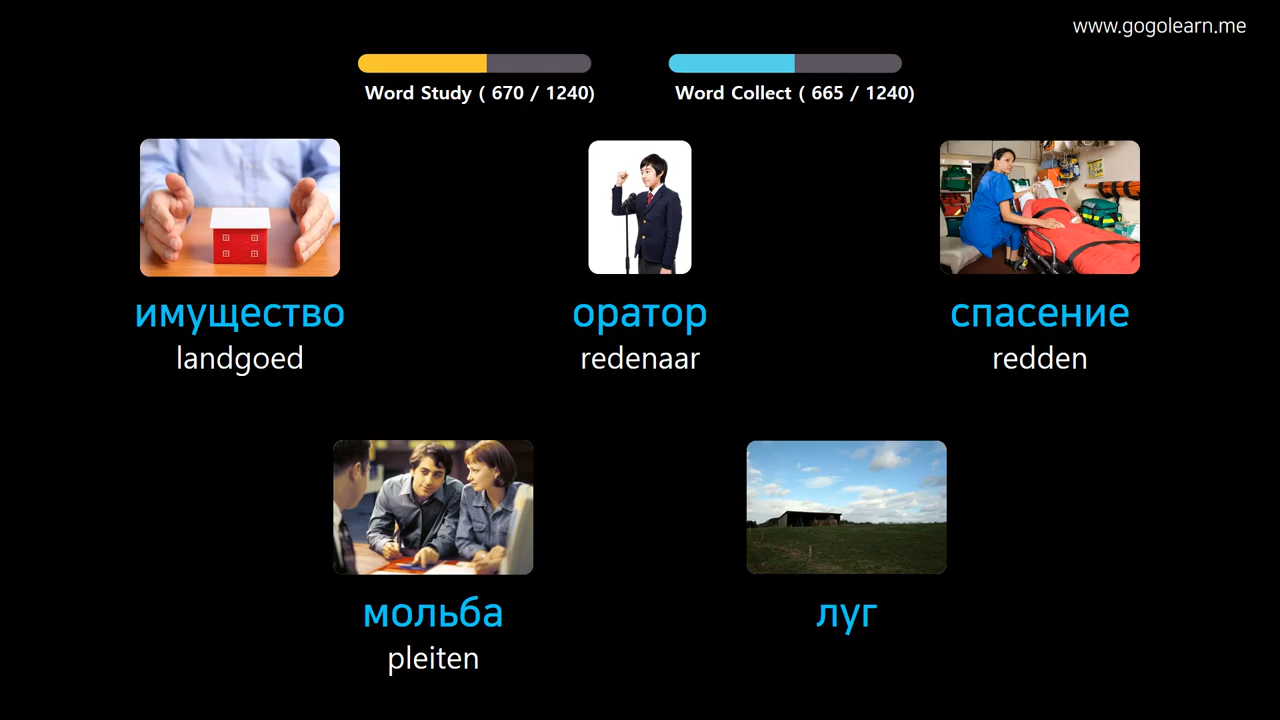 www.gogolearn.me
Word Study ( 670 / 1240)
Word Collect ( 665 / 1240)
имущество
landgoed
оратор
redenaar
спасение
redden
мольба
pleiten
луг